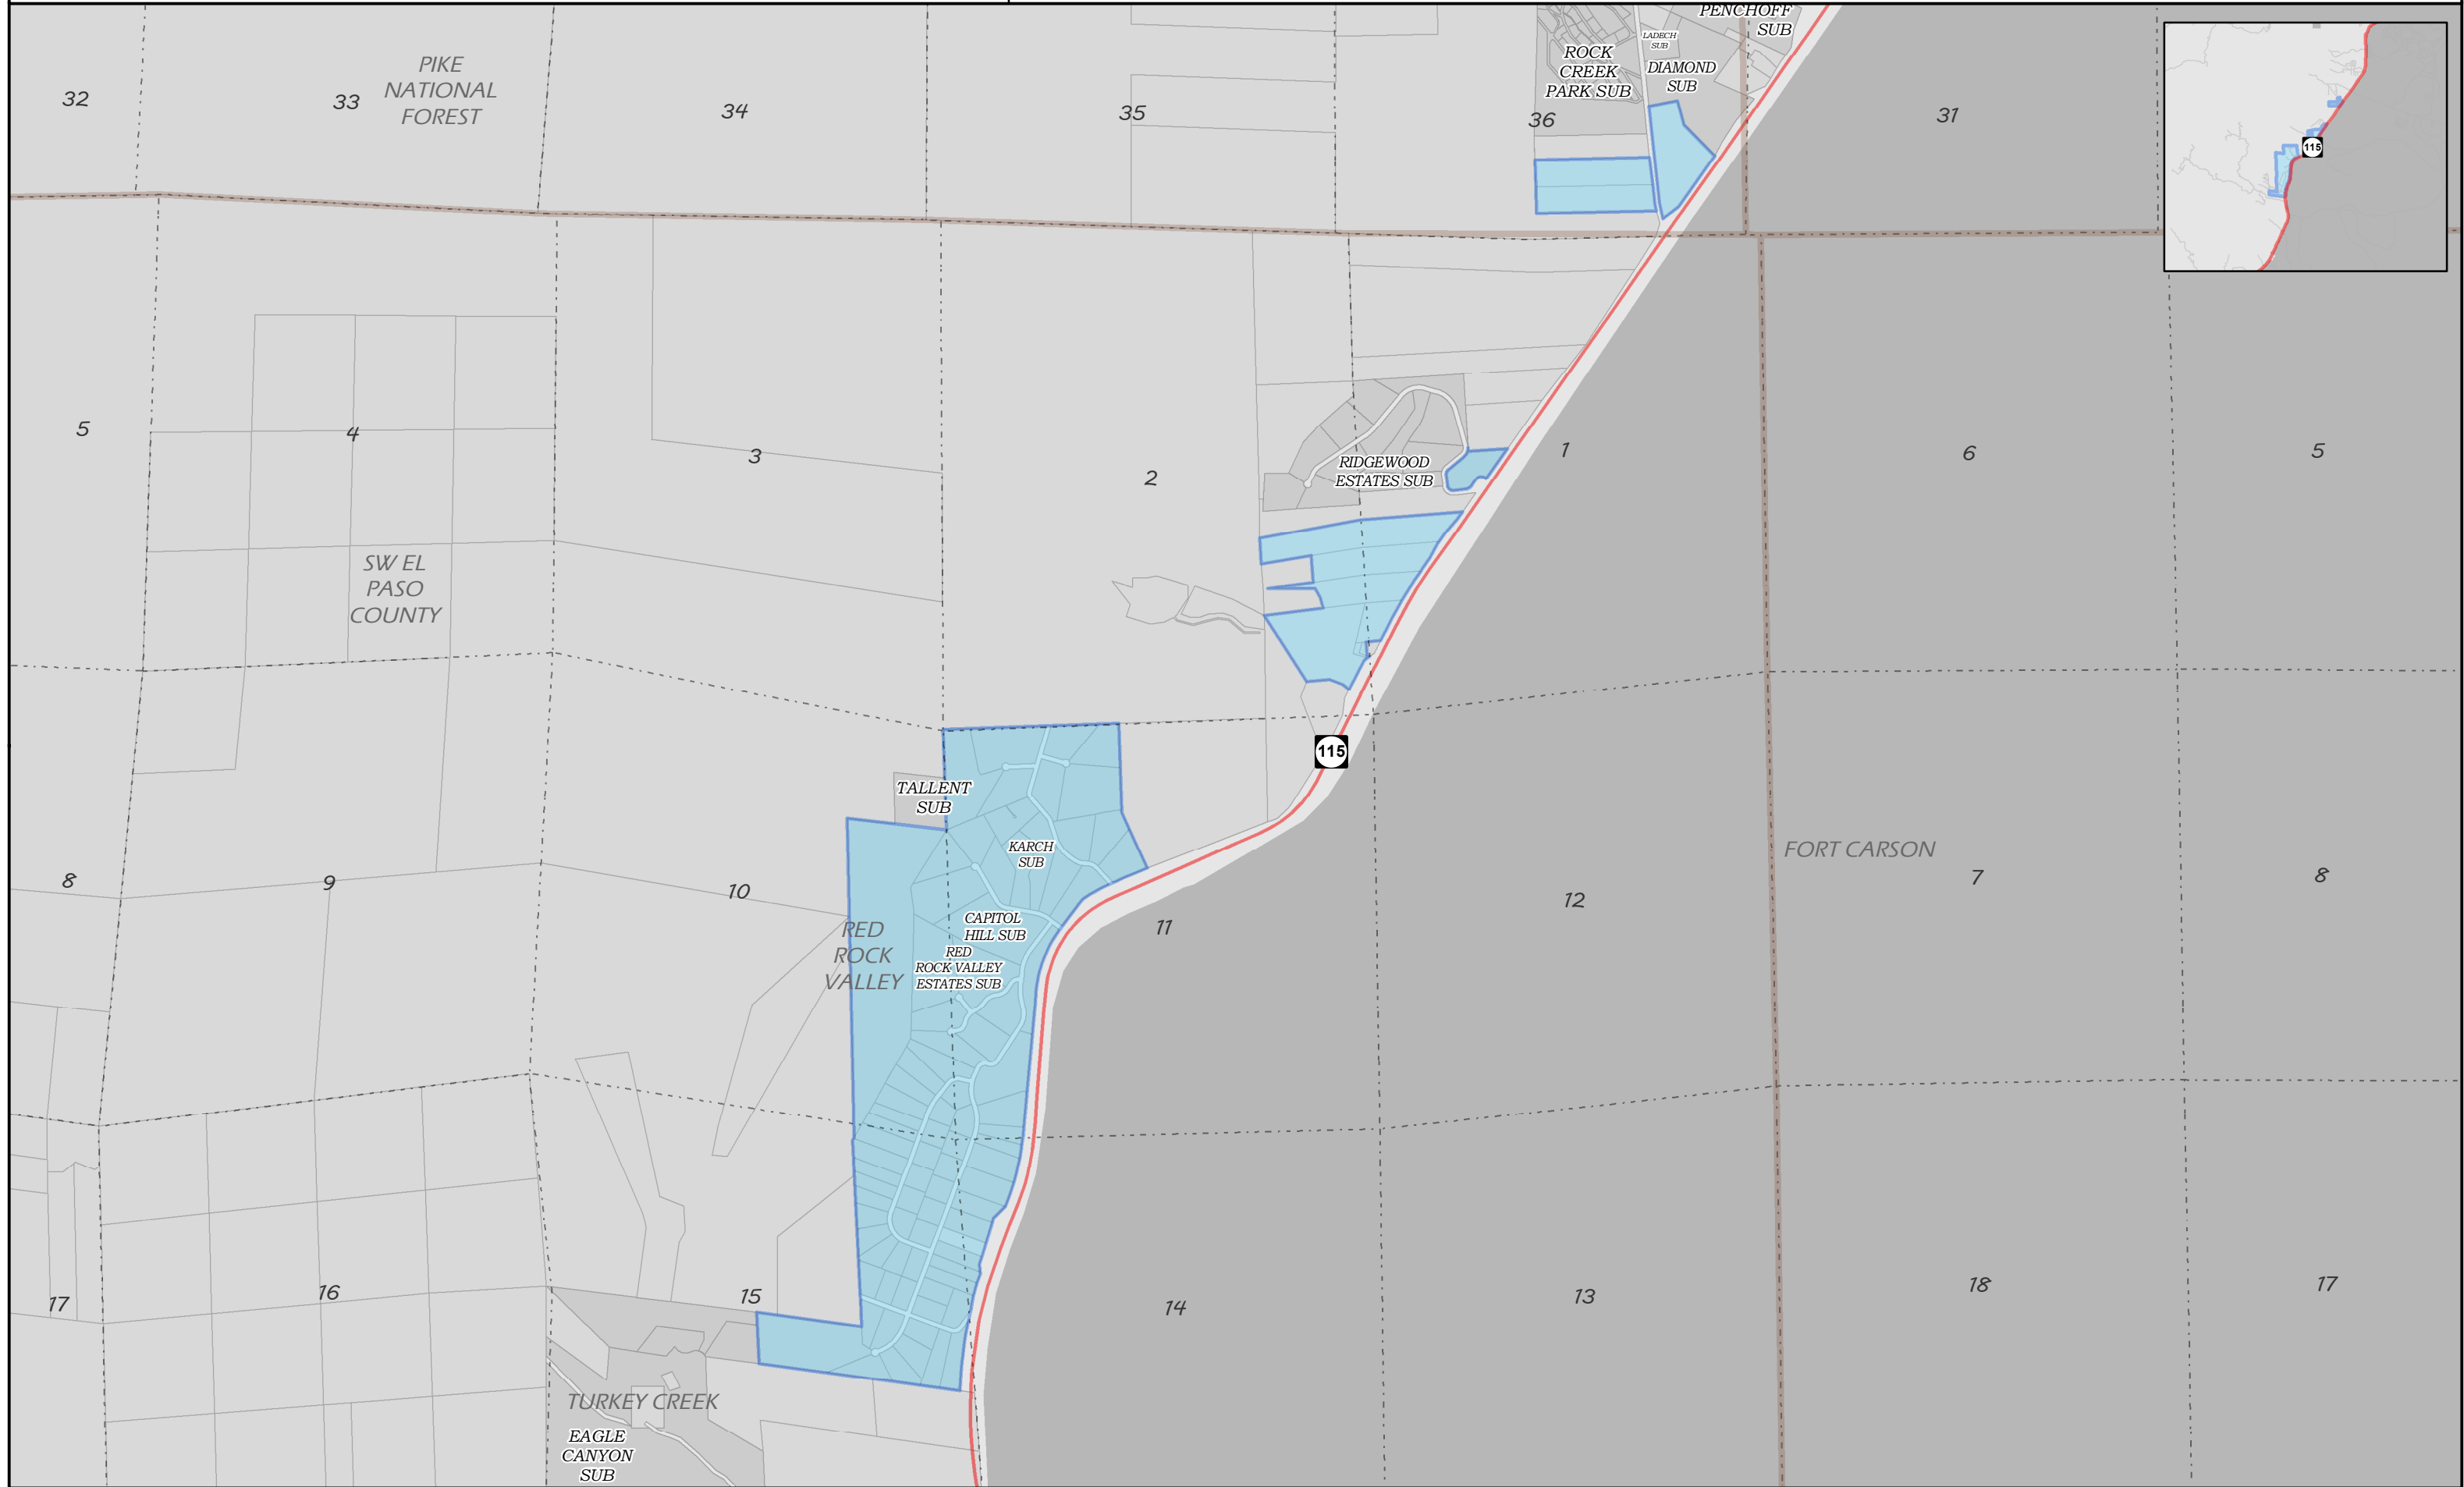 PENCHOFF
SUB
LADECH
SUB
ROCK
CREEK
PARK SUB
DIAMOND
SUB
PIKE
NATIONAL
FOREST
32
33
34
35
36
31
115
5
4
3
2
1
6
5
RIDGEWOOD
ESTATES SUB
SW EL
PASO
COUNTY
115
TALLENT
SUB
KARCH
SUB
FORT CARSON
8
9
10
11
12
7
8
CAPITOL
HILL SUB
RED
ROCK
VALLEY
RED
ROCK VALLEY
ESTATES SUB
17
16
15
14
13
18
17
TURKEY CREEK
EAGLE
CANYON
SUB